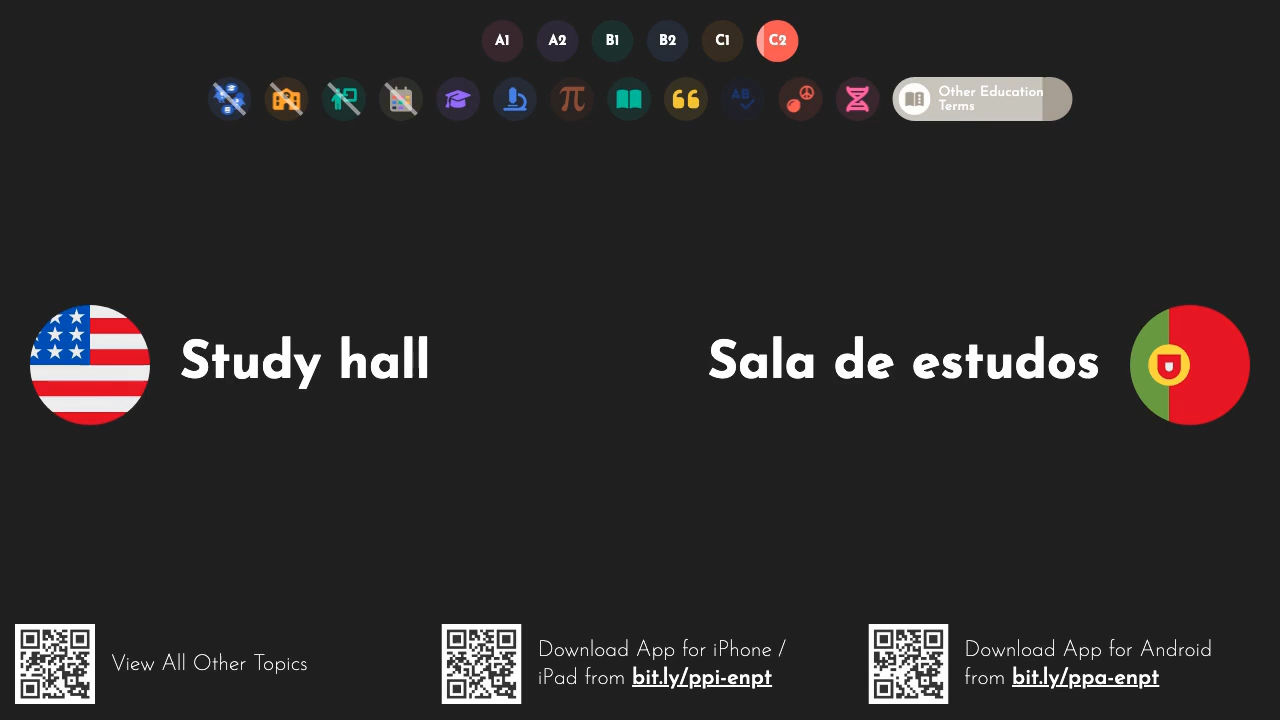 A1 A2 B1 B2 C1 C2
AB
Other Education
Terms
Study hall
Sala de estudos
View All Other Topics
Download App for iPhone /
iPad from bit.ly/ppi-enpt
Download App for Android
from bit.ly/ppa-enpt